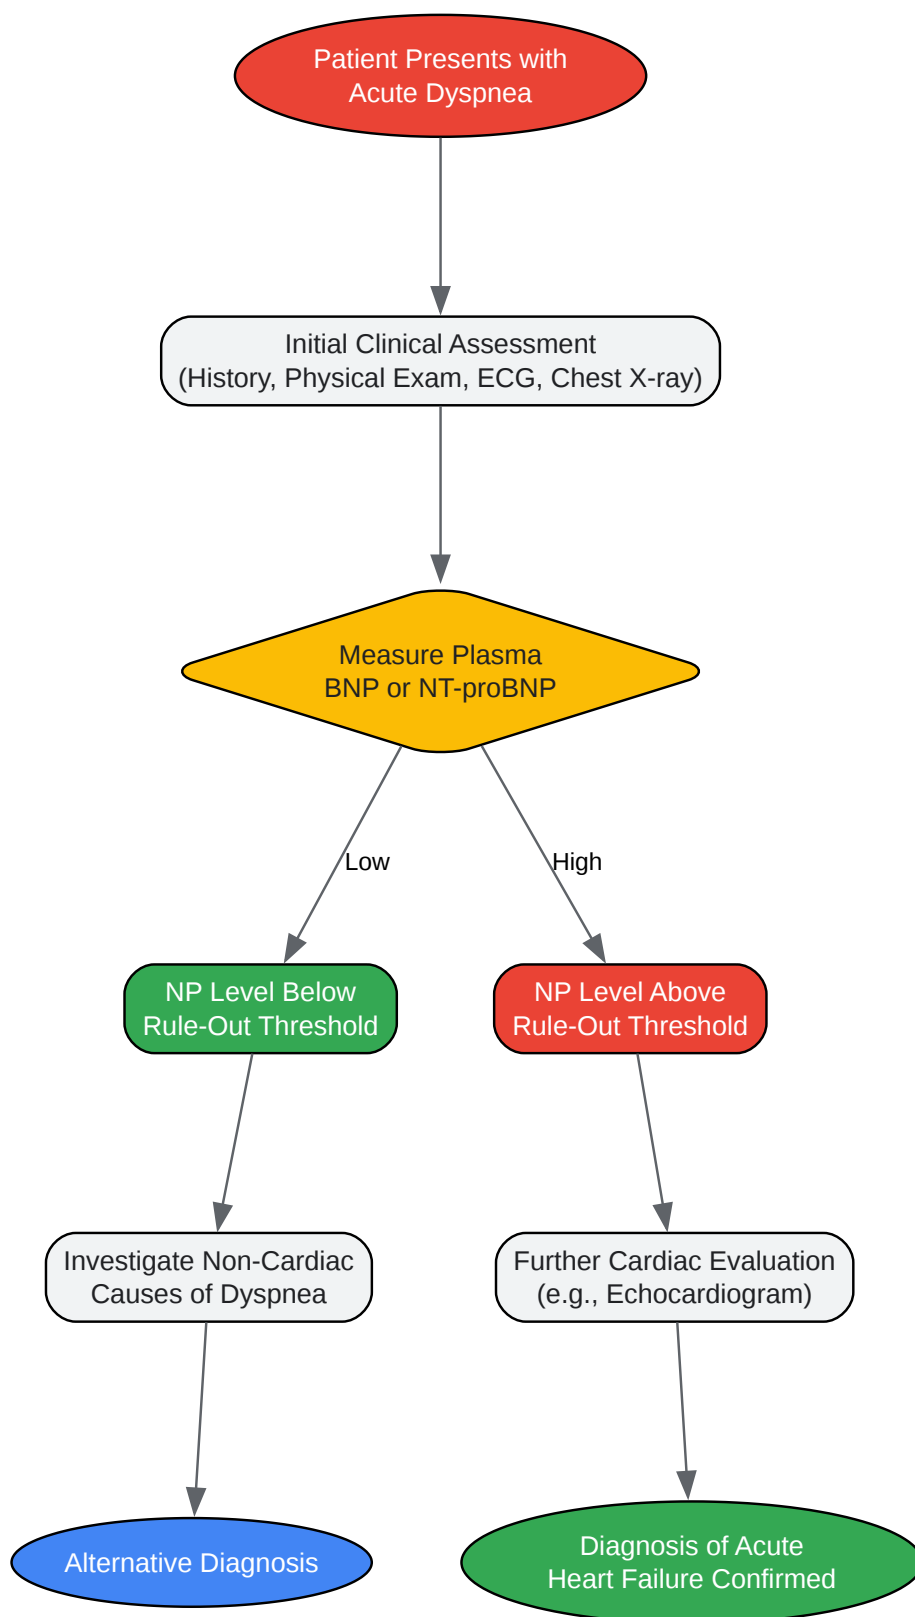 Patient Presents with
Acute Dyspnea
Initial Clinical Assessment
(History, Physical Exam, ECG, Chest X-ray)
Measure Plasma
BNP or NT-proBNP
Low
High
NP Level Below
Rule-Out Threshold
NP Level Above
Rule-Out Threshold
Investigate Non-Cardiac
Causes of Dyspnea
Further Cardiac Evaluation
(e.g., Echocardiogram)
Alternative Diagnosis
Diagnosis of Acute
Heart Failure Confirmed